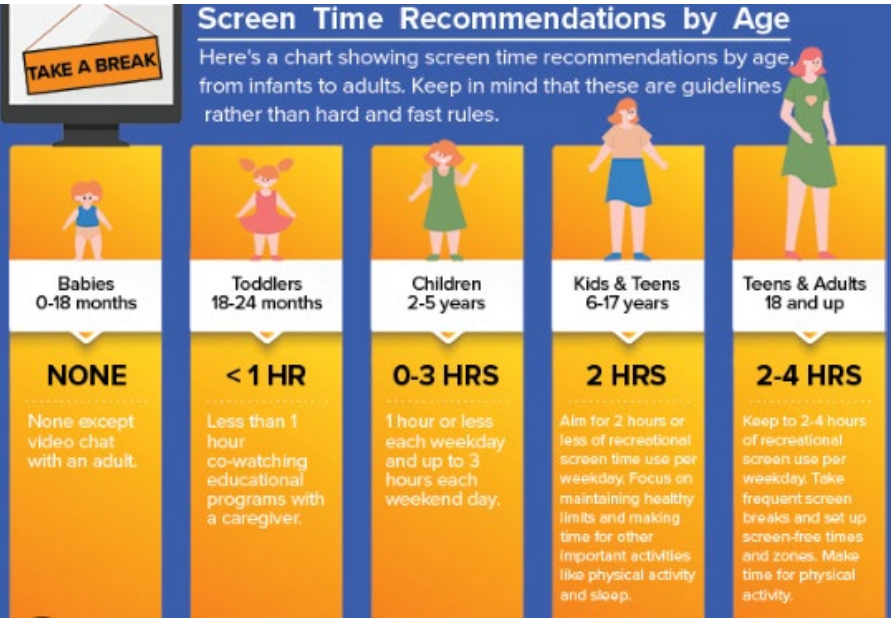 TAKE A BREAK
Screen Time Recommendations by Age
Here's a chart showing screen time recommendations by age,
from infants to adults. Keep in mind that these are guidelines
rather than hard and fast rules.
Babies
0-18 months
NONE
None except
video chat
with an adult.
Toddlers
18-24 months
< 1 HR
Less than 1
hour
co-watching
educational
programs with
a caregiver.
Children
2-5 years
0-3 HRS
1 hour or less
each weekday
and up to 3
hours each
weekend day.
Kids & Teens
6-17 years
2 HRS
Aim for 2 hours or
less of recreational
screen time use per
weekday. Focus on
maintaining healthy
limits and making
time for other
important activities
like physical activity
and sleep.
Teens & Adults
18 and up
2-4 HRS
Keep to 2-4 hours
of recreational
screen use per
weekday. Take
frequent screen
breaks and set up
screen-free times
and zones. Make
time for physical
activity.